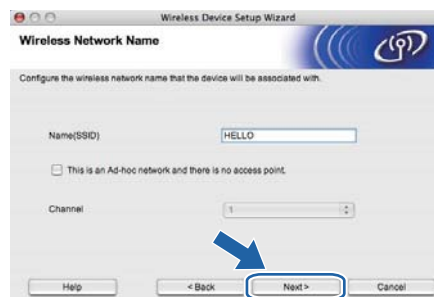 Wireless Device Setup Wizard
Wireless Network Name
Configure the wireless network name that the device will be associated with.
Name(SSID) HELLO
This is an Ad-hoc network and there is no access point.
Channel 1
Help < Back Next > Cancel